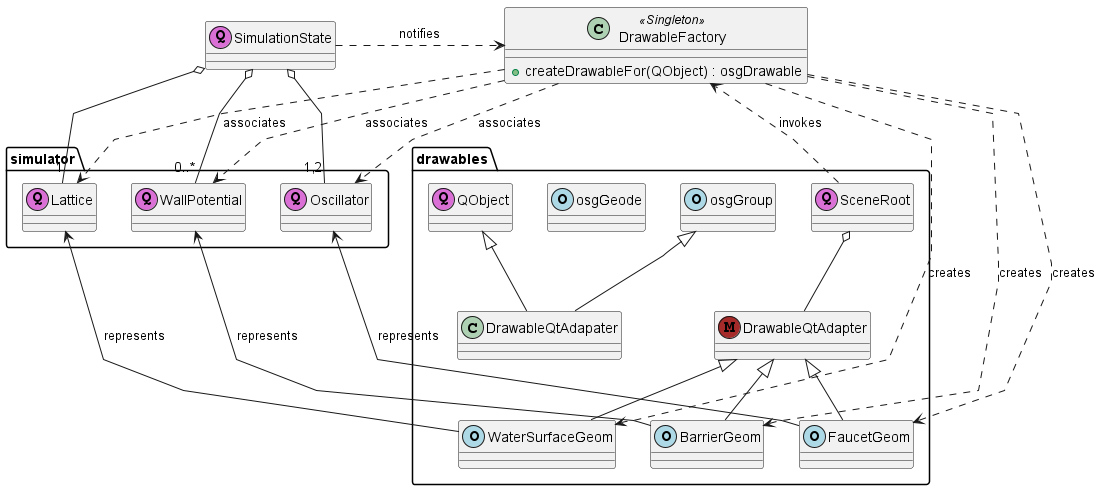 «Singleton»
C DrawableFactory
createDrawableFor(QObject) : osgDrawable
Q SimulationState
notifies
associates
associates
associates
invokes
simulator
1
0..*
1,2
Q Lattice
Q WallPotential
Q Oscillator
drawables
Q QObject
O osgGeode
O osgGroup
Q SceneRoot
creates
creates
creates
C DrawableQtAdapater
M DrawableQtAdapter
represents
represents
represents
O WaterSurfaceGeom
O BarrierGeom
O FaucetGeom